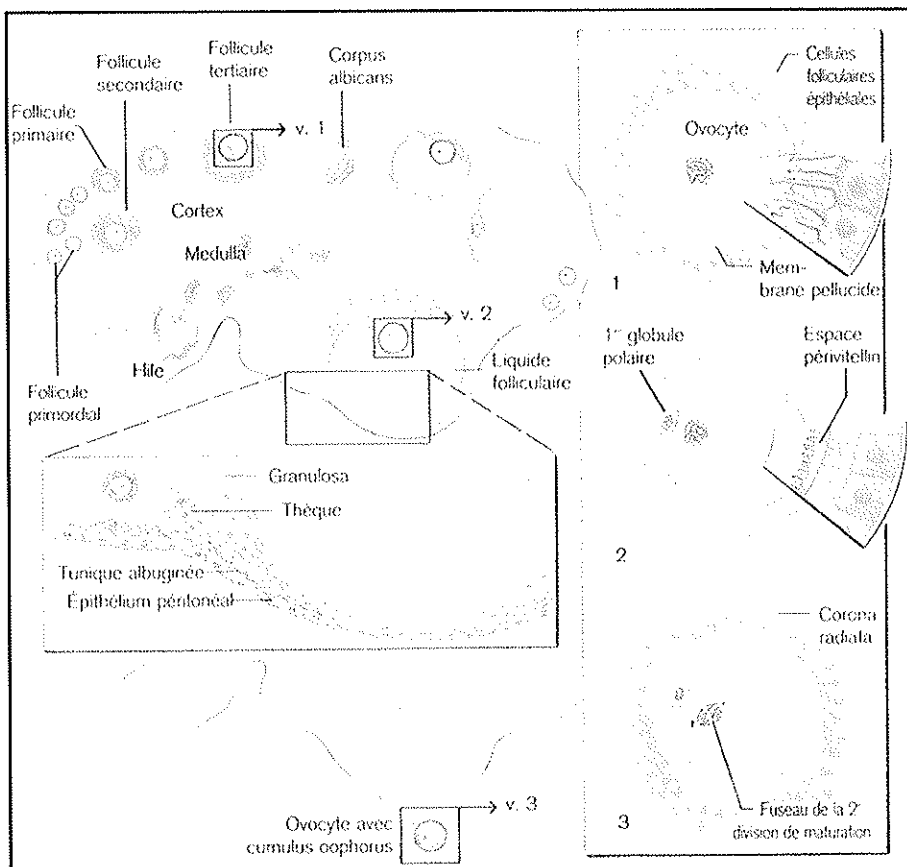 Follicule
tertiaire
Follicule
secondaire
Corpus
albicans
Follicule
primaire
v. 1
Cortex
Medulla
v. 2
Hile
Liquide
folliculaire
Follicule
primordial
Granulosa
Thèque
Tunique albuginée
Épithélium péritonéal
v. 3
Ovocyte avec
cumulus oophorus
Cellules
folliculaires
épithéliales
Ovocyte
Mem-
brane pellucide
1
1er globule
polaire
Espace
périvitellin
2
Corona
radiata
3
Fuseau de la 2e
division de maturation